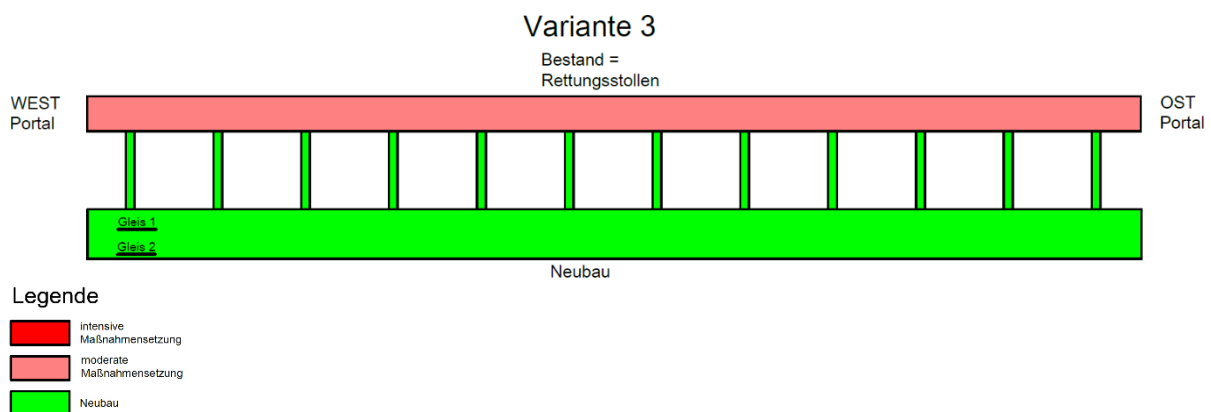 Variante 3
Bestand =
Rettungsstollen
WEST
Portal
OST
Portal
Gleis 1
Gleis 2
Neubau
Legende
intensive
Maßnahmensetzung
moderate
Maßnahmensetzung
Neubau